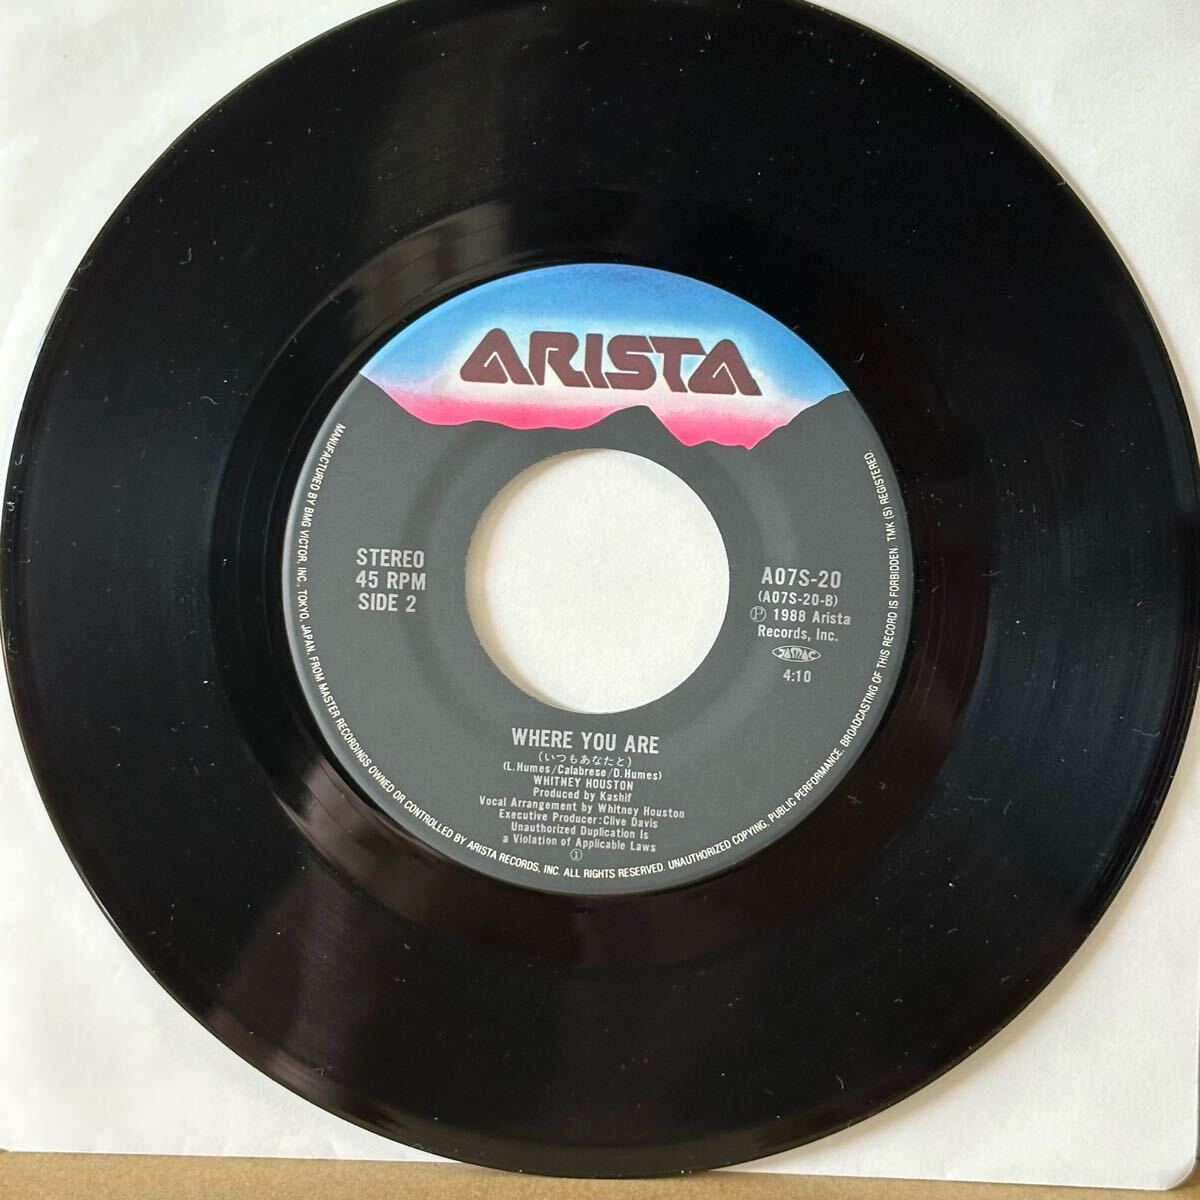 ARISTA
STEREO
45 RPM
SIDE 2
A07S-20
(A07S-20-B)
Ⓟ 1988 Arista
Records, Inc.
JASRAC
4:10
WHERE YOU ARE
(いつもあなたと)
(L.Humes/Calabrese/D.Humes)
WHITNEY HOUSTON
Produced by Kashif
Vocal Arrangement by Whitney Houston
Executive Producer:Clive Davis
Unauthorized Duplication Is
a Violation of Applicable Laws
①
MANUFACTURED BY BMG VICTOR, INC. TOKYO, JAPAN, FROM MASTER RECORDINGS OWNED OR CONTROLLED BY ARISTA RECORDS, INC. ALL RIGHTS RESERVED. UNAUTHORIZED COPYING, PUBLIC PERFORMANCE, BROADCASTING OF THIS RECORD IS FORBIDDEN. TMK (S) REGISTERED